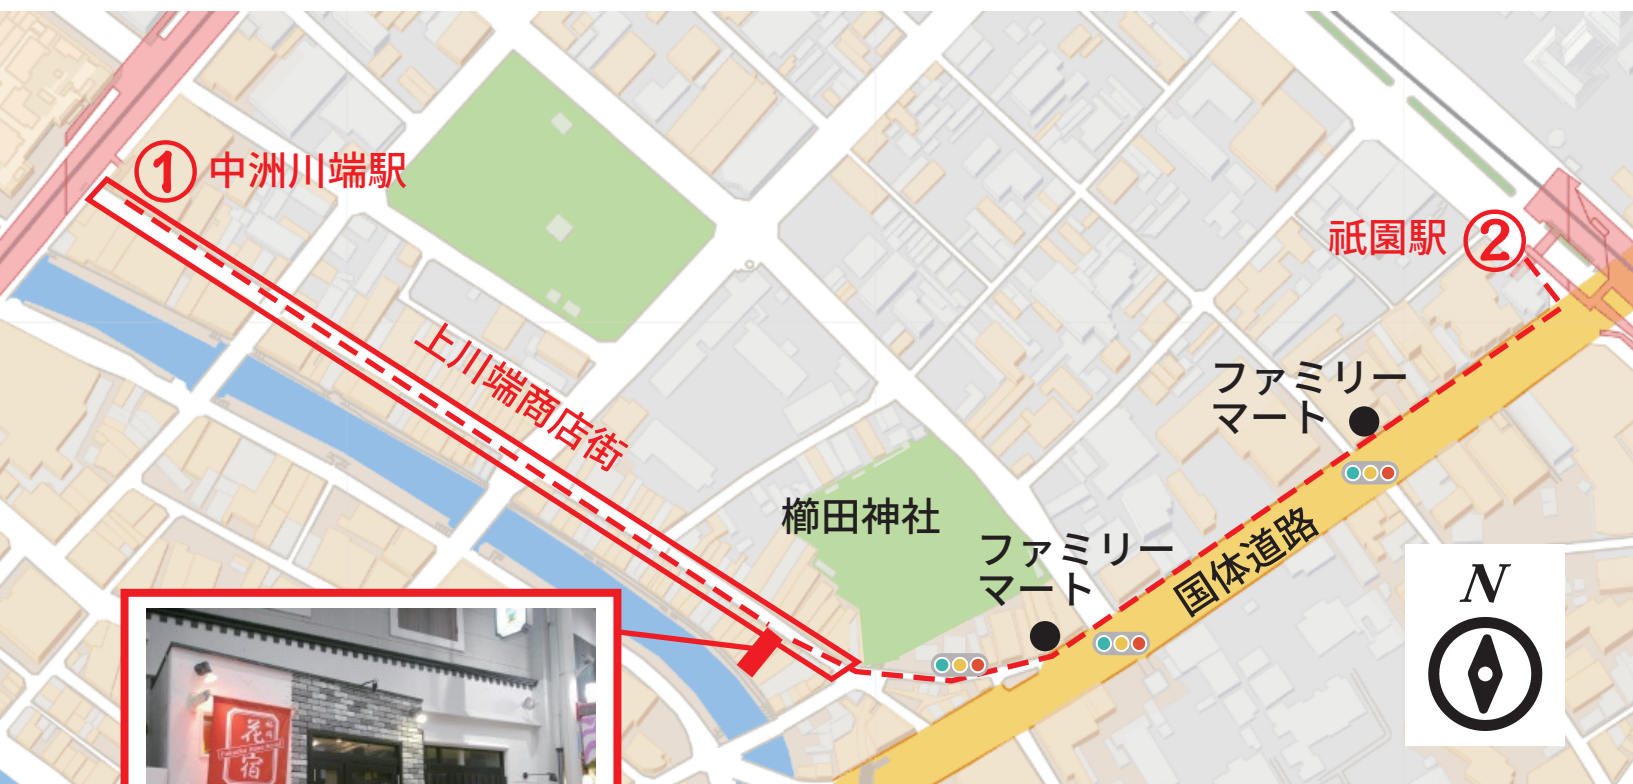 ① 中洲川端駅
祇園駅 ②
上川端商店街
ファミリー
マート
櫛田神社
ファミリー
マート
国体道路
N
花
宿